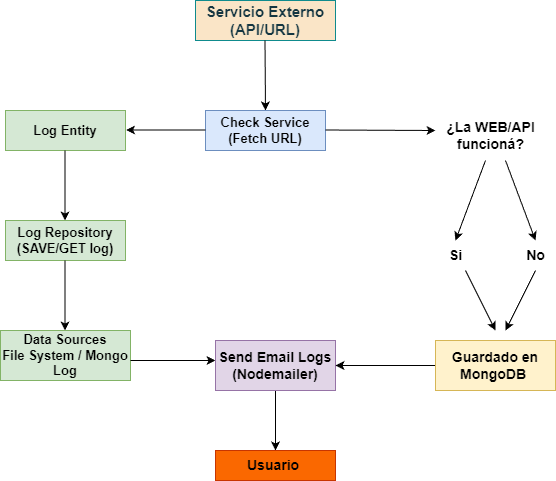 Servicio Externo
(API/URL)
Log Entity
Check Service
(Fetch URL)
¿La WEB/API
funcioná?
Log Repository
(SAVE/GET log)
Si
No
Data Sources
File System / Mongo
Log
Send Email Logs
(Nodemailer)
Guardado en
MongoDB
Usuario